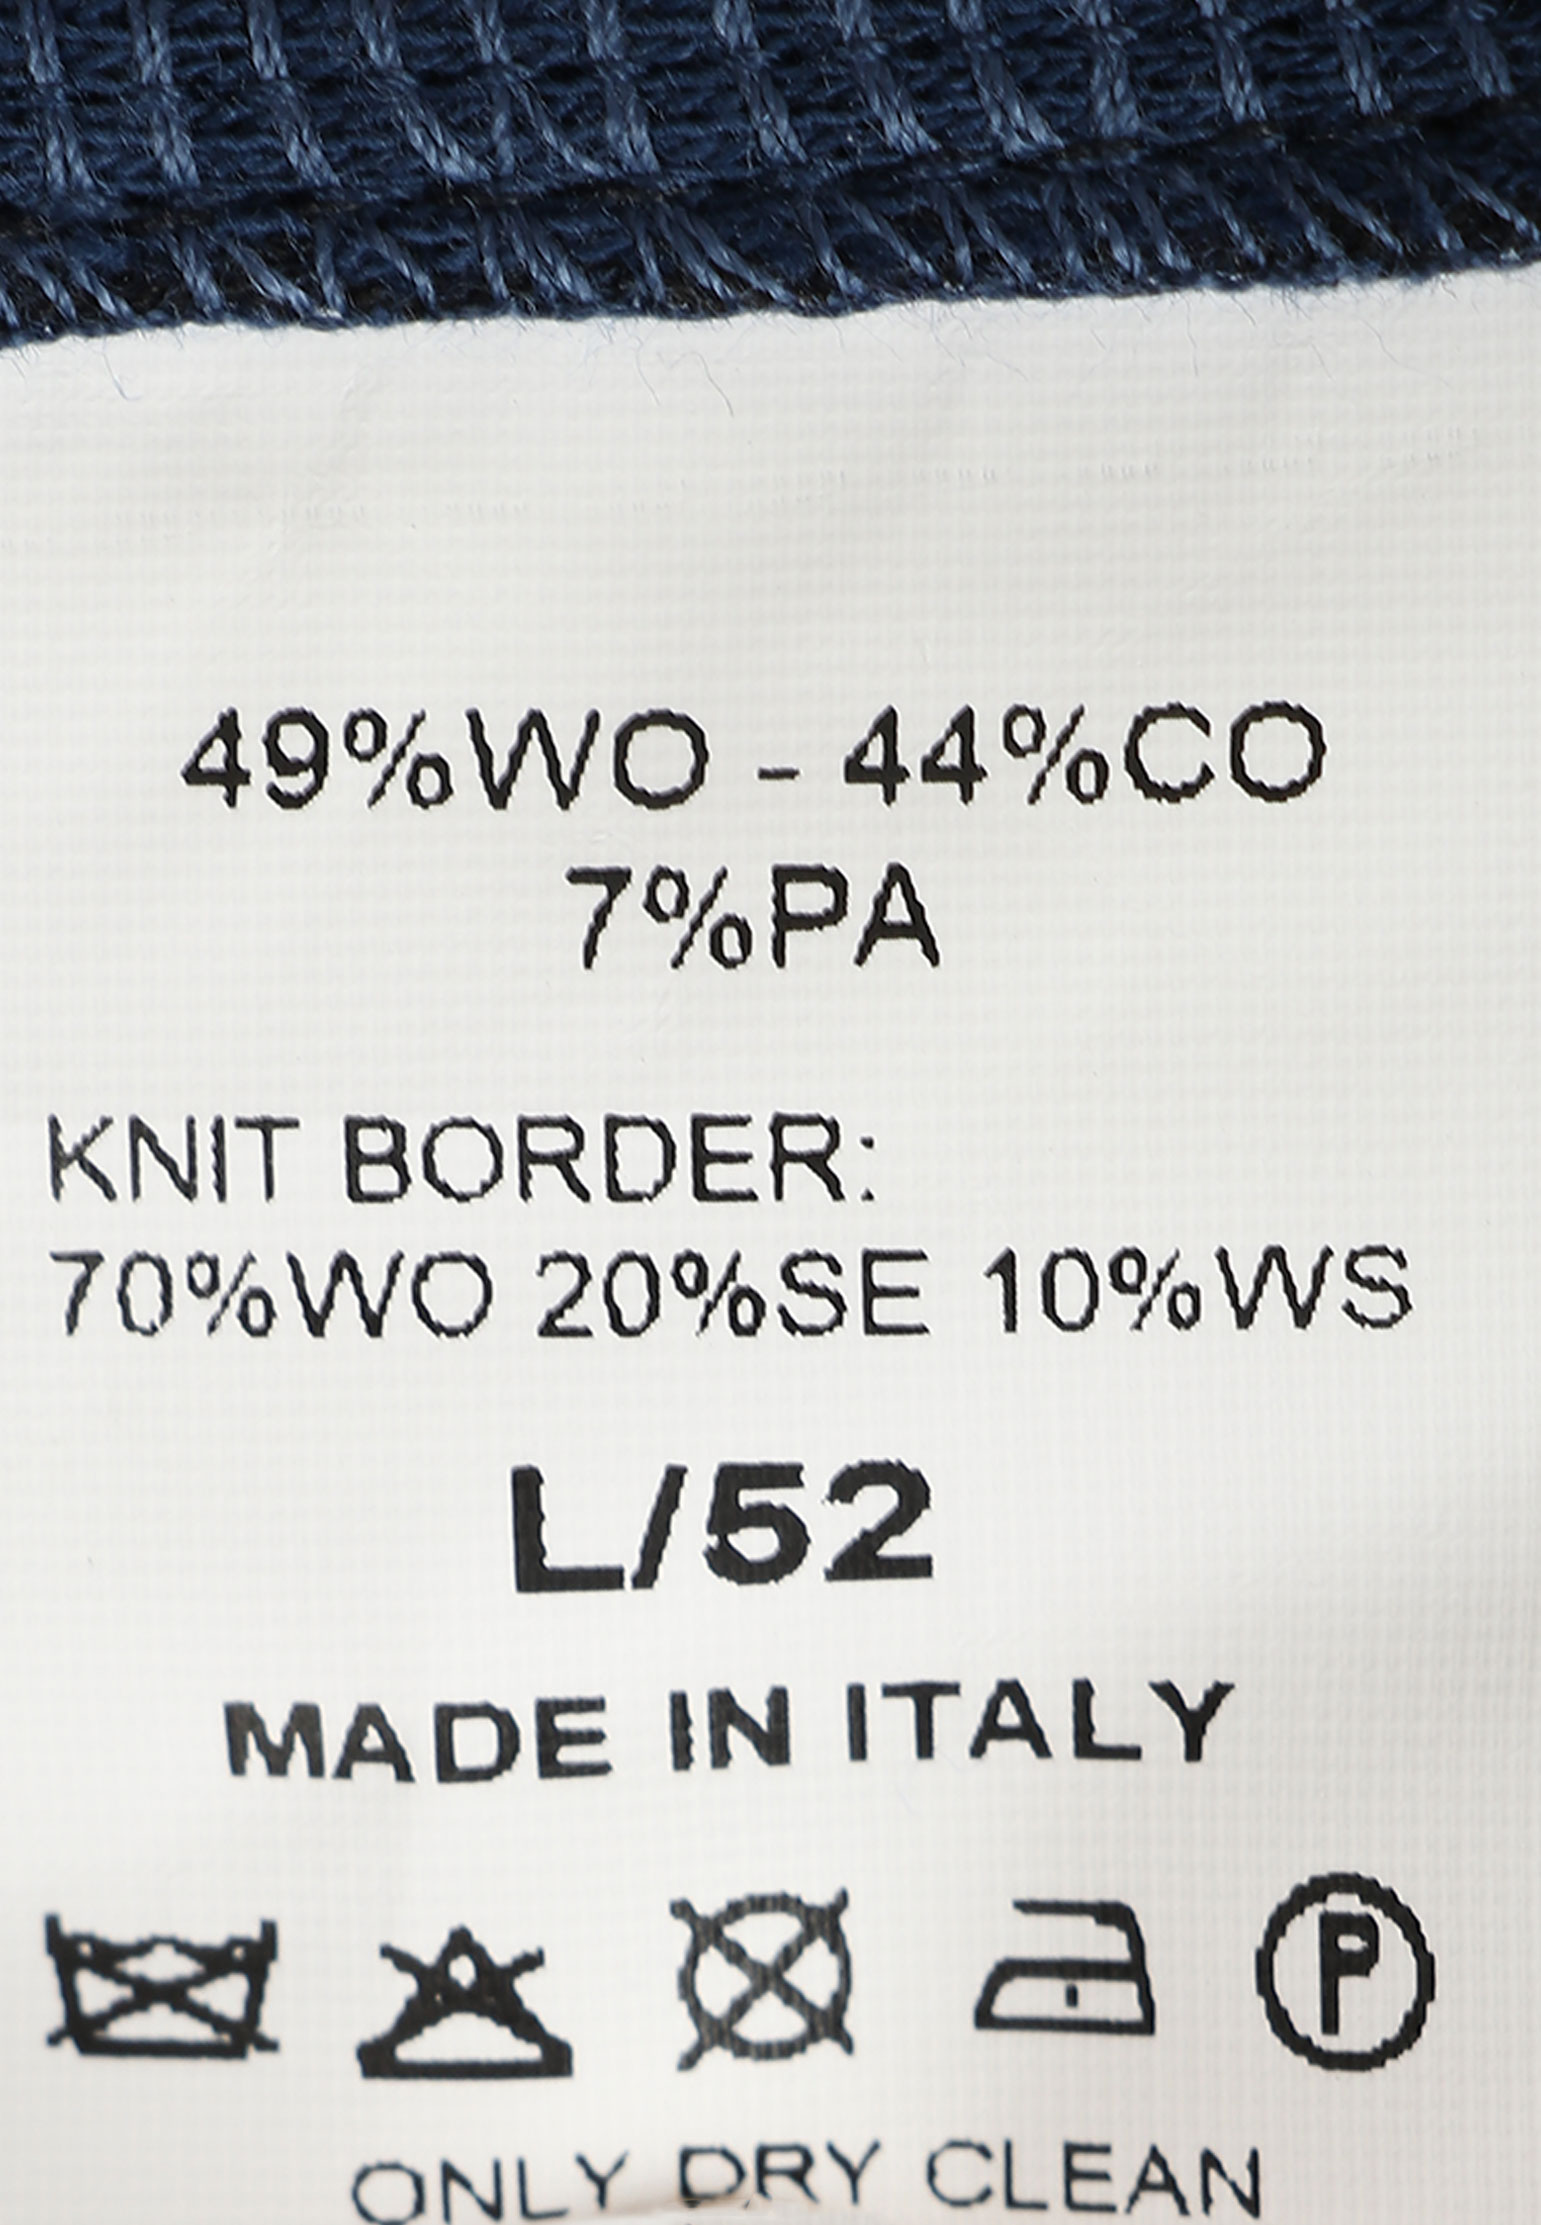 49%WO - 44%CO
7%PA
KNIT BORDER:
70%WO 20%SE 10%WS
L/52
MADE IN ITALY
P
ONLY DRY CLEAN